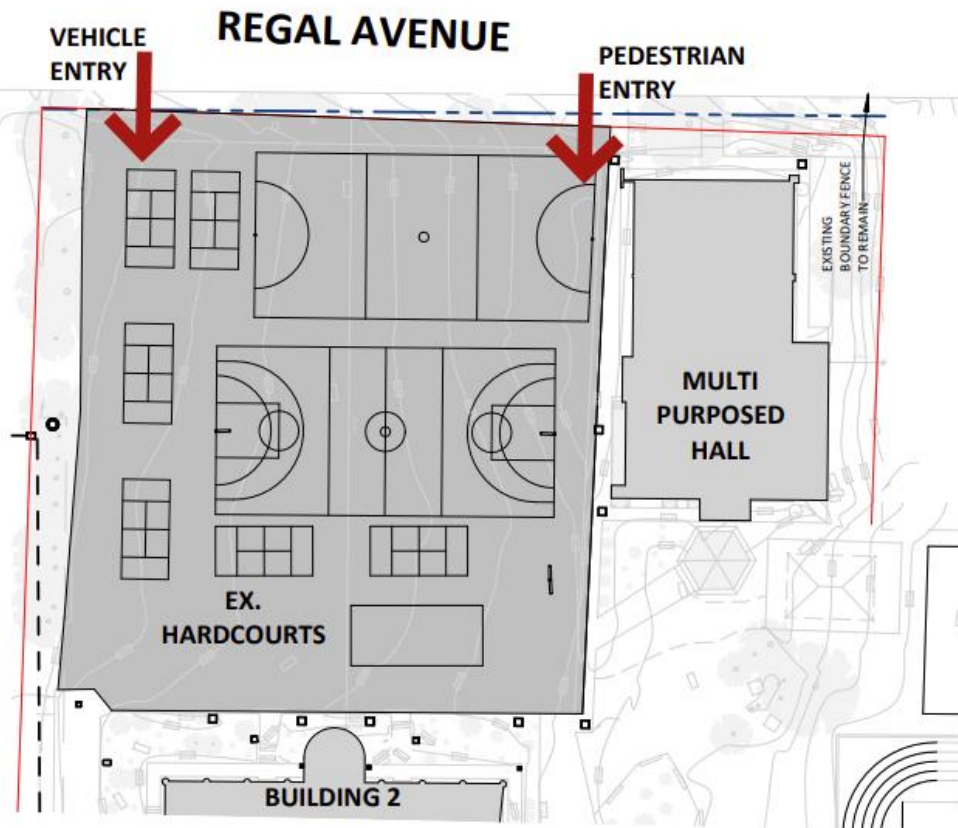 REGAL AVENUE
VEHICLE
ENTRY
PEDESTRIAN
ENTRY
EXISTING
BOUNDARY FENCE
TO REMAIN
MULTI
PURPOSED
HALL
EX.
HARDCOURTS
BUILDING 2